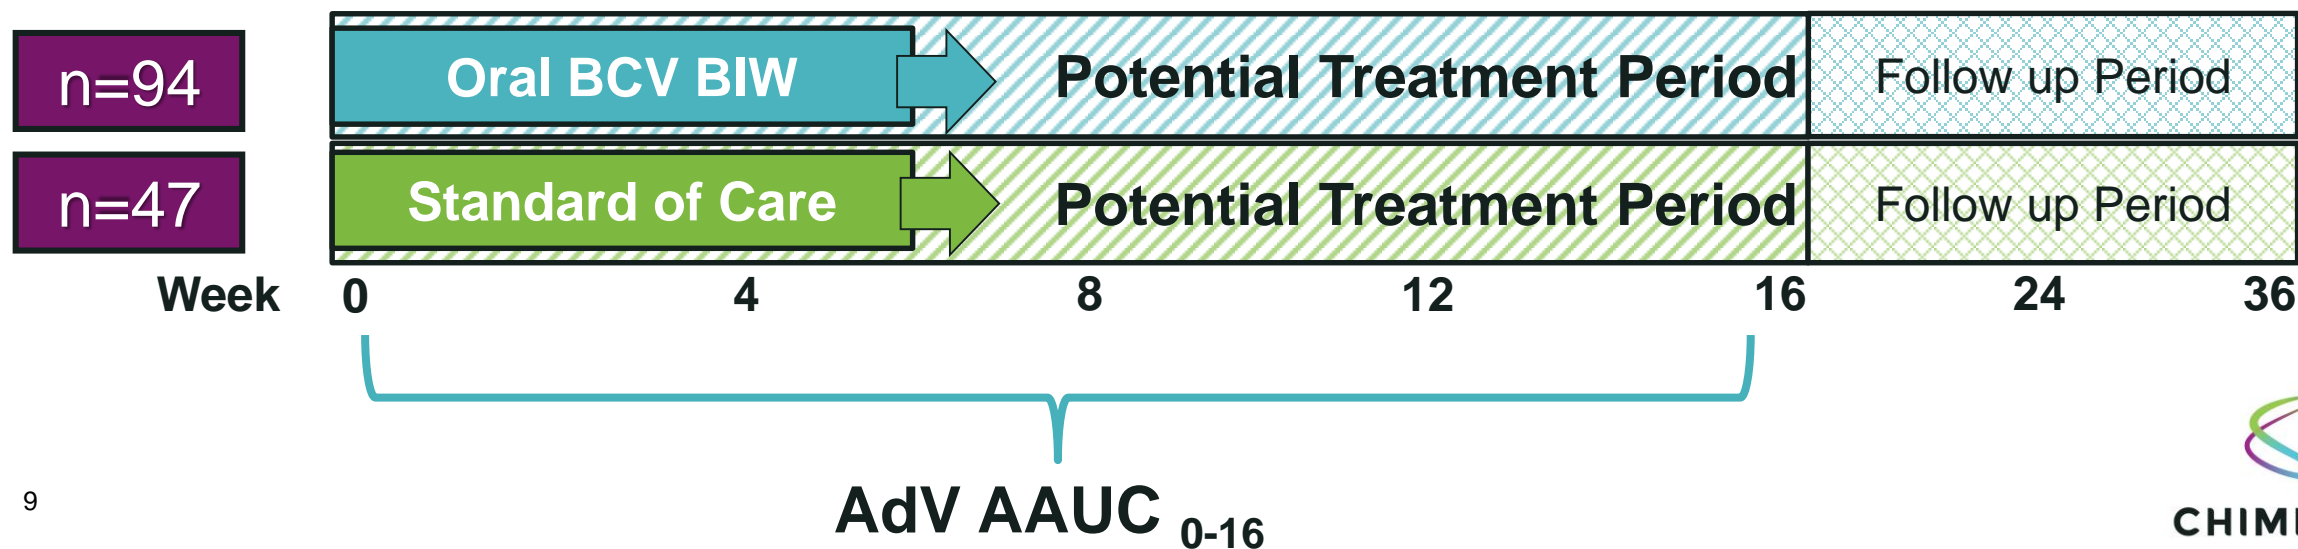 n=94 Oral BCV BIW Potential Treatment Period Follow up Period
n=47 Standard of Care Potential Treatment Period Follow up Period
Week 0 4 8 12 16 24 36
AdV AAUC 0-16
9